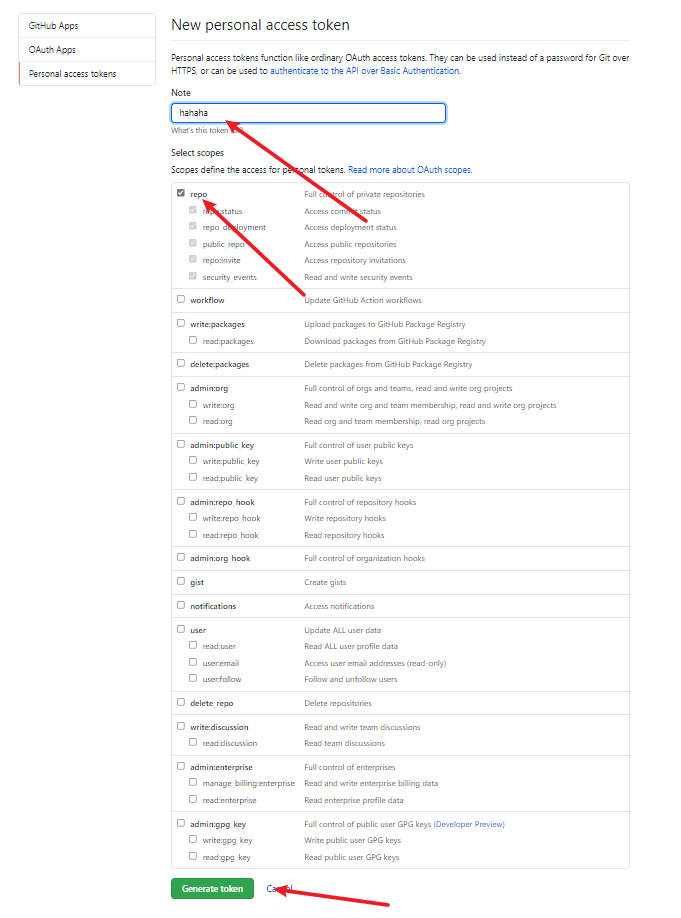 GitHub Apps
OAuth Apps
Personal access tokens
New personal access token
Personal access tokens function like ordinary OAuth access tokens. They can be used instead of a password for Git over
HTTPS, or can be used to authenticate to the API over Basic Authentication.
Note
hahaha
What's this token
Select scopes
Scopes define the access for personal tokens. Read more about OAuth scopes.
repo Full control of private repositories
repo:status Access commit status
repo_deployment Access deployment status
public_repo Access public repositories
repo:invite Access repository invitations
security_events Read and write security events
workflow Update GitHub Action workflows
write:packages Upload packages to GitHub Package Registry
read:packages Download packages from GitHub Package Registry
delete:packages Delete packages from GitHub Package Registry
admin:org Full control of orgs and teams, read and write org projects
write:org Read and write org and team membership, read and write org projects
read:org Read org and team membership, read org projects
admin:public_key Full control of user public keys
write:public_key Write user public keys
read:public_key Read user public keys
admin:repo_hook Full control of repository hooks
write:repo_hook Write repository hooks
read:repo_hook Read repository hooks
admin:org_hook Full control of organization hooks
gist Create gists
notifications Access notifications
user Update ALL user data
read:user Read ALL user profile data
user:email Access user email addresses (read-only)
user:follow Follow and unfollow users
delete_repo Delete repositories
write:discussion Read and write team discussions
read:discussion Read team discussions
admin:enterprise Full control of enterprises
manage_billing:enterprise Read and write enterprise billing data
read:enterprise Read enterprise profile data
admin:gpg_key Full control of public user GPG keys (Developer Preview)
write:gpg_key Write public user GPG keys
read:gpg_key Read public user GPG keys
Generate token Cancel